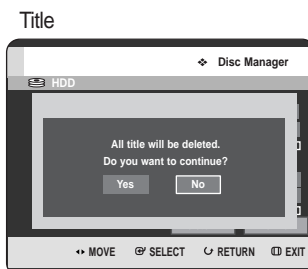 Title
Disc Manager
HDD
All title will be deleted.
Do you want to continue?
Yes No
MOVE SELECT RETURN EXIT